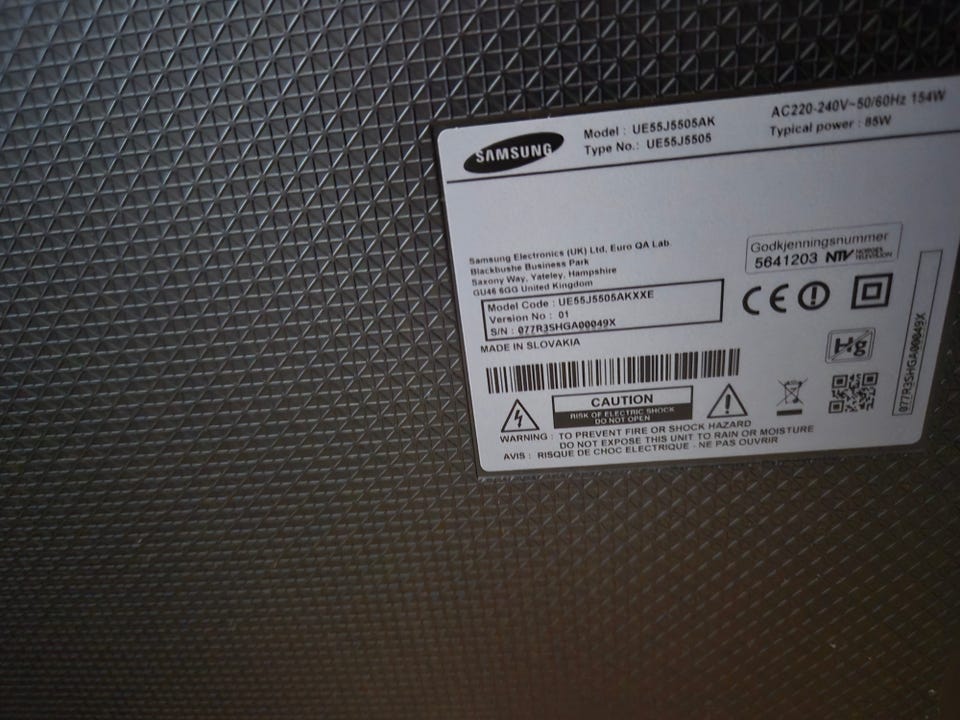 SAMSUNG
Model : UE55J5505AK
Type No.: UE55J5505
AC220-240V~50/60Hz 154W
Typical power : 85W
Samsung Electronics (UK) Ltd. Euro QA Lab.
Blackbushe Business Park
Saxony Way, Yateley, Hampshire
GU46 6GG United Kingdom
Godkjenningsnummer
5641203 NTV NORGES TELEVISION
Model Code : UE55J5505AKXXE
Version No : 01
S/N : 077R3SHGA00049X
MADE IN SLOVAKIA
CE
Hg
077R3SHGA00049X
CAUTION
RISK OF ELECTRIC SHOCK
DO NOT OPEN
WARNING : TO PREVENT FIRE OR SHOCK HAZARD
DO NOT EXPOSE THIS UNIT TO RAIN OR MOISTURE
AVIS : RISQUE DE CHOC ELECTRIQUE - NE PAS OUVRIR